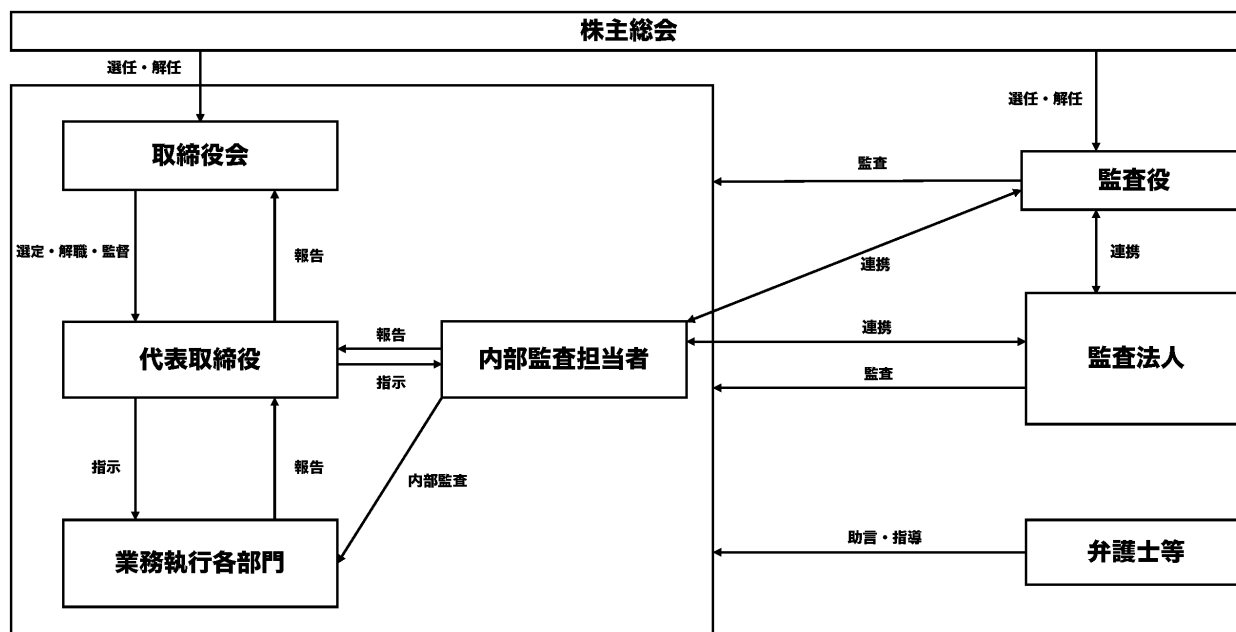 株主総会
選任・解任
選任・解任
取締役会
監査
監査役
選定・解職・監督
報告
連携
連携
代表取締役
報告
指示
内部監査担当者
連携
監査
監査法人
指示
報告
内部監査
業務執行各部門
助言・指導
弁護士等